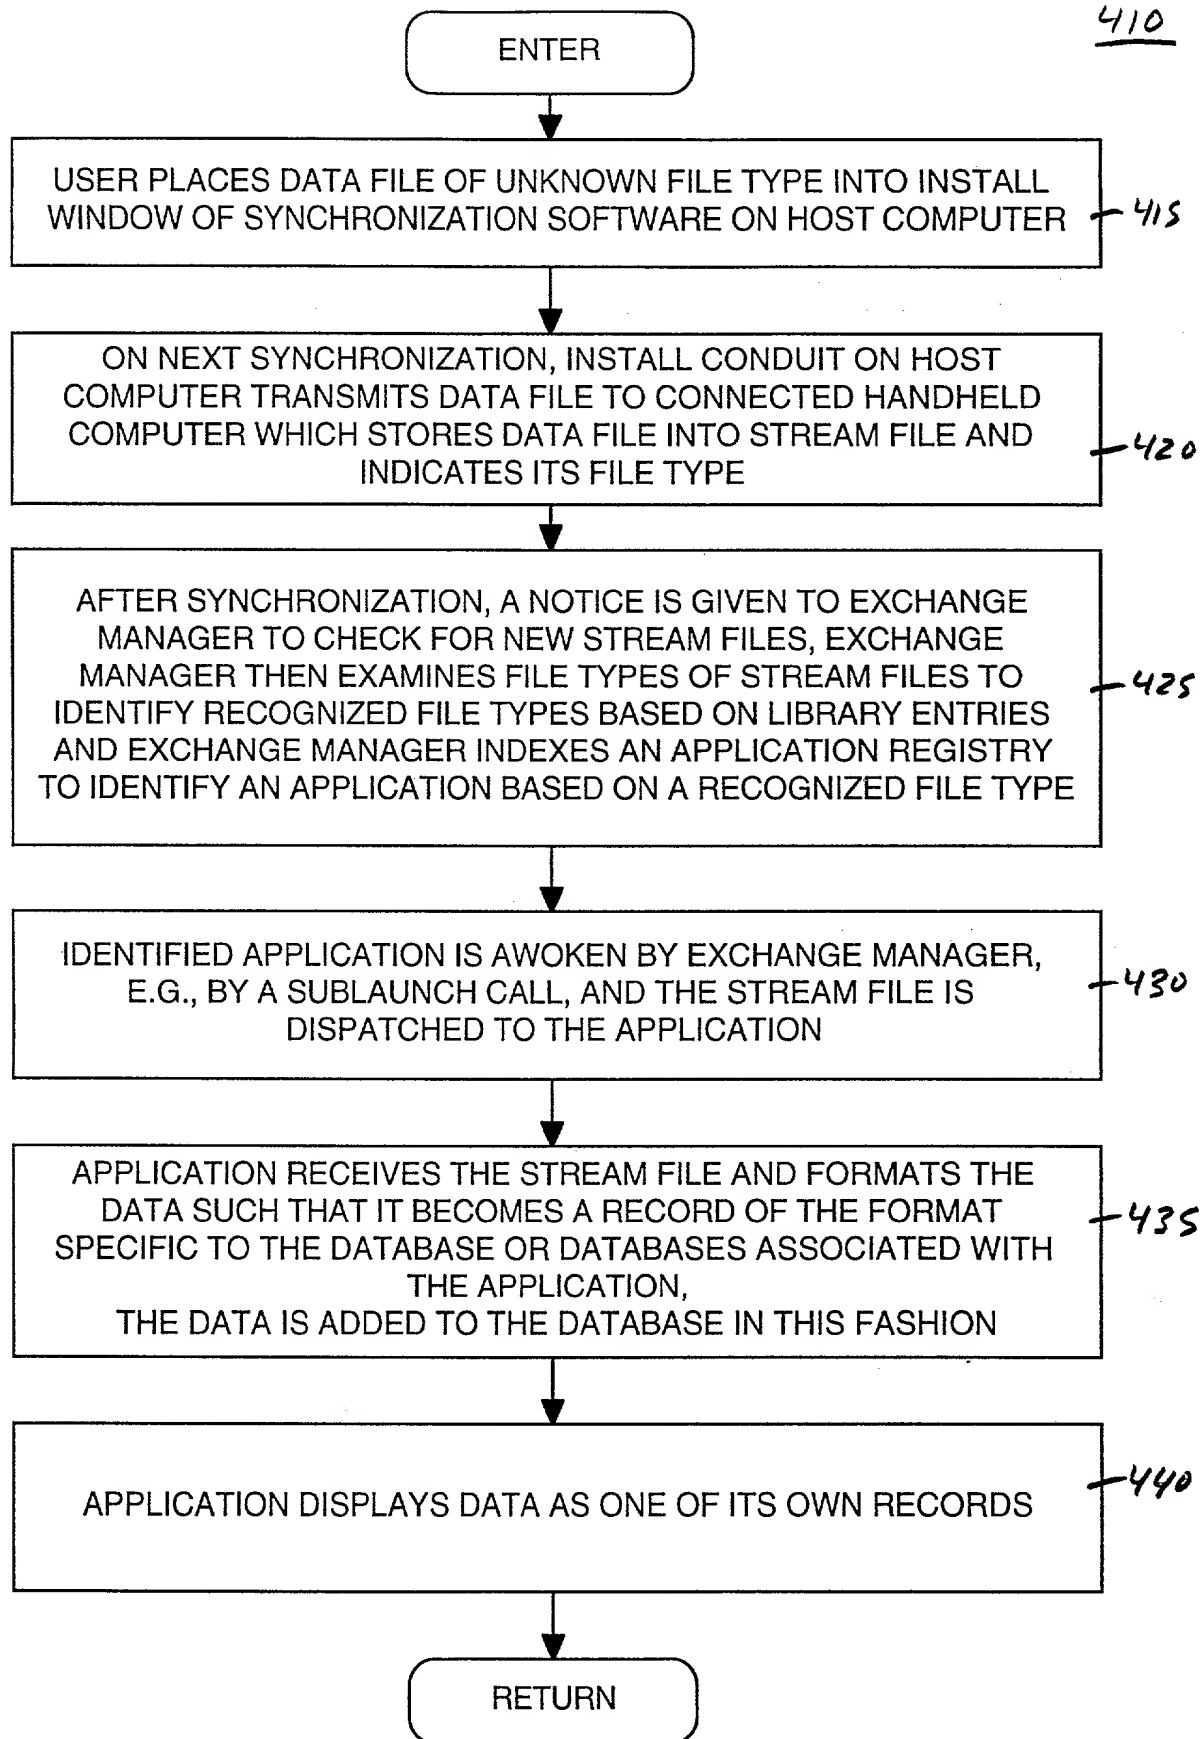 410
ENTER
USER PLACES DATA FILE OF UNKNOWN FILE TYPE INTO INSTALL
WINDOW OF SYNCHRONIZATION SOFTWARE ON HOST COMPUTER
415
ON NEXT SYNCHRONIZATION, INSTALL CONDUIT ON HOST
COMPUTER TRANSMITS DATA FILE TO CONNECTED HANDHELD
COMPUTER WHICH STORES DATA FILE INTO STREAM FILE AND
INDICATES ITS FILE TYPE
420
AFTER SYNCHRONIZATION, A NOTICE IS GIVEN TO EXCHANGE
MANAGER TO CHECK FOR NEW STREAM FILES, EXCHANGE
MANAGER THEN EXAMINES FILE TYPES OF STREAM FILES TO
IDENTIFY RECOGNIZED FILE TYPES BASED ON LIBRARY ENTRIES
AND EXCHANGE MANAGER INDEXES AN APPLICATION REGISTRY
TO IDENTIFY AN APPLICATION BASED ON A RECOGNIZED FILE TYPE
425
IDENTIFIED APPLICATION IS AWOKEN BY EXCHANGE MANAGER,
E.G., BY A SUBLAUNCH CALL, AND THE STREAM FILE IS
DISPATCHED TO THE APPLICATION
430
APPLICATION RECEIVES THE STREAM FILE AND FORMATS THE
DATA SUCH THAT IT BECOMES A RECORD OF THE FORMAT
SPECIFIC TO THE DATABASE OR DATABASES ASSOCIATED WITH
THE APPLICATION,
THE DATA IS ADDED TO THE DATABASE IN THIS FASHION
435
APPLICATION DISPLAYS DATA AS ONE OF ITS OWN RECORDS
440
RETURN